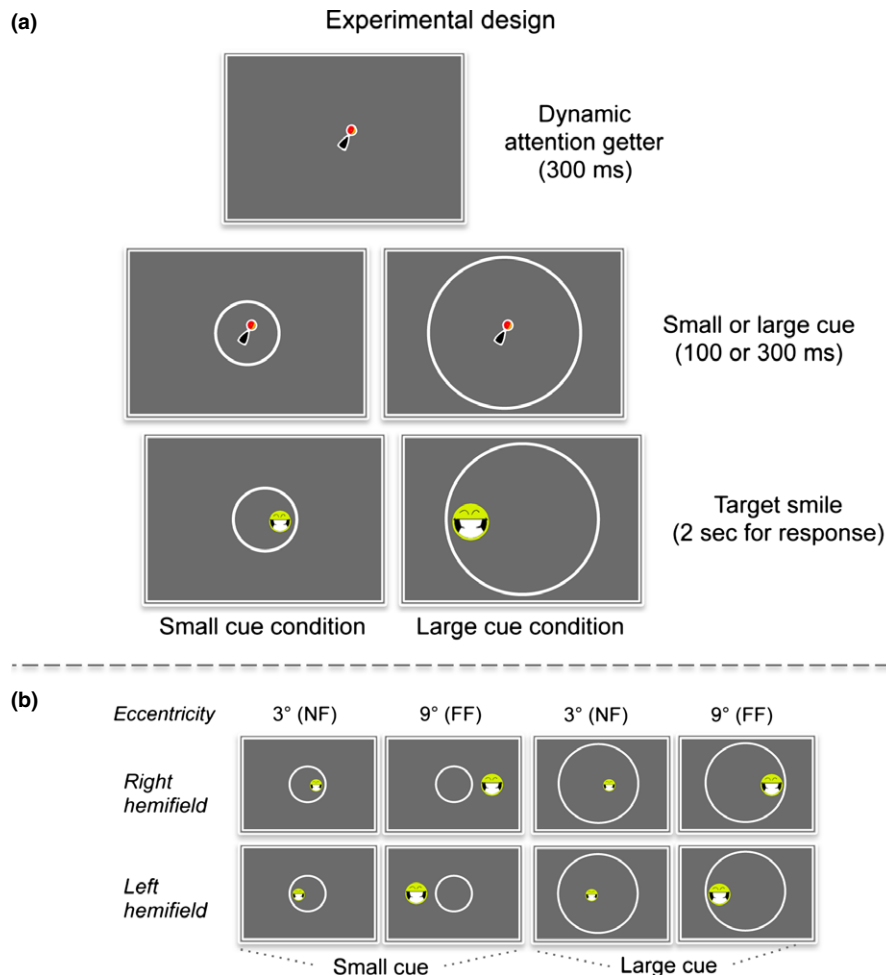 (a)
Experimental design
Dynamic
attention getter
(300 ms)
Small or large cue
(100 or 300 ms)
Target smile
(2 sec for response)
Small cue condition
Large cue condition
(b)
Eccentricity
3° (NF)
9° (FF)
3° (NF)
9° (FF)
Right
hemifield
Left
hemifield
Small cue
Large cue